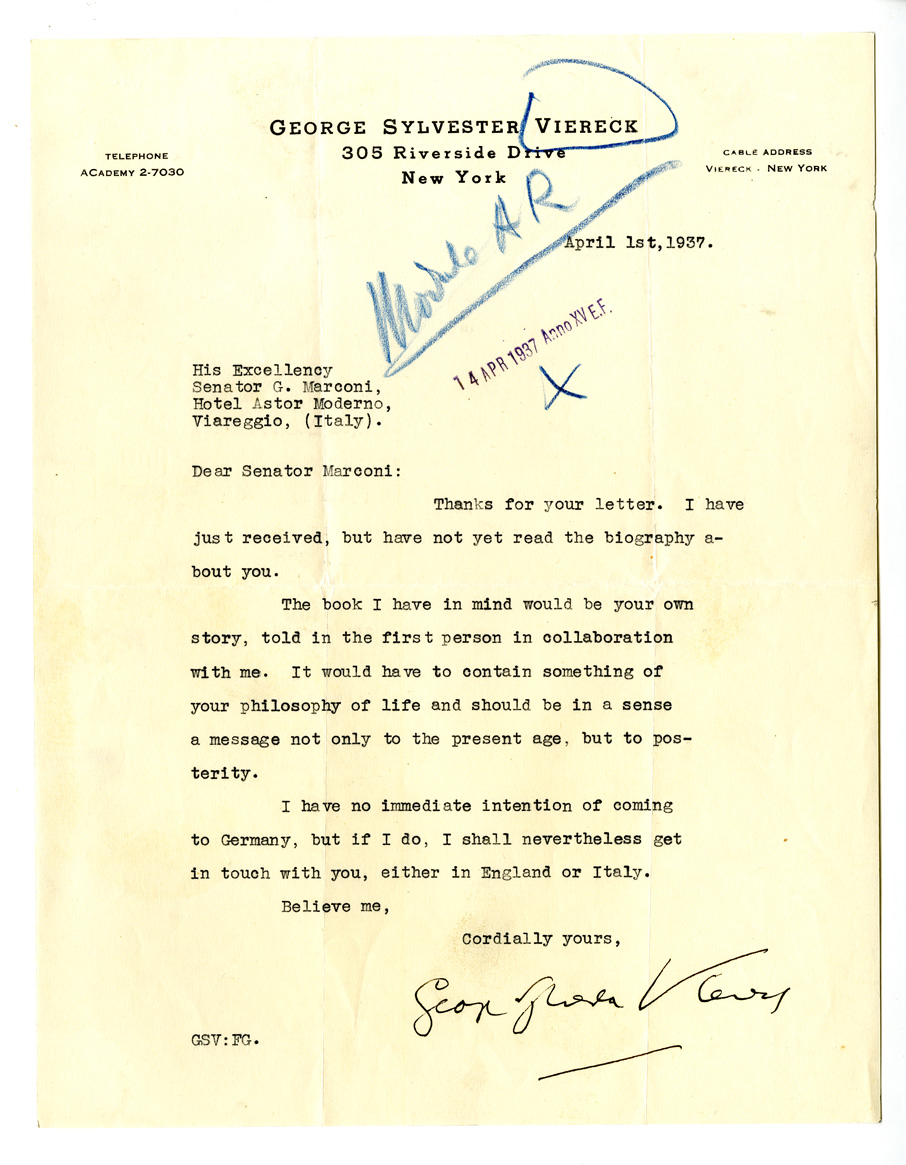 GEORGE SYLVESTER VIERECK
305 Riverside Drive
New York
TELEPHONE
ACADEMY 2-7030
CABLE ADDRESS
VIERECK . NEW YORK
April 1st,1937.
14 APR 1937 Anno XV E.F.
His Excellency
Senator G. Marconi,
Hotel Astor Moderno,
Viareggio, (Italy).
Dear Senator Marconi:
Thanks for your letter. I have
just received, but have not yet read the biography a-
bout you.
The book I have in mind would be your own
story, told in the first person in collaboration
with me. It would have to contain something of
your philosophy of life and should be in a sense
a message not only to the present age, but to pos-
terity.
I have no immediate intention of coming
to Germany, but if I do, I shall nevertheless get
in touch with you, either in England or Italy.
Believe me,
Cordially yours,
George Sylvester Viereck
GSV:FG.